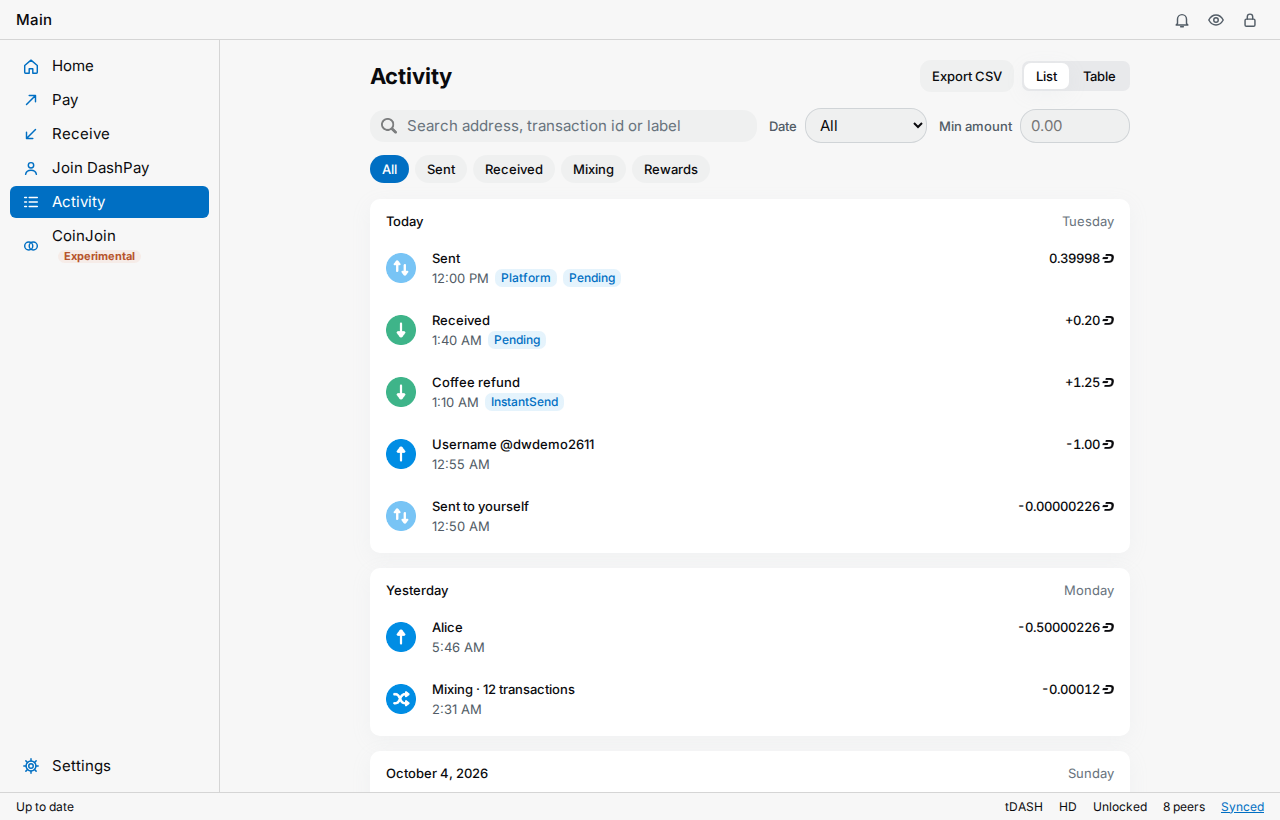 Main
Home
Pay
Receive
Join DashPay
Activity
CoinJoin
Experimental
Settings
Activity
Export CSV
List
Table
Search address, transaction id or label
Date
All
Min amount
0.00
All
Sent
Received
Mixing
Rewards
Today
Tuesday
Sent
0.39998
12:00 PM
Platform
Pending
Received
+0.20
1:40 AM
Pending
Coffee refund
+1.25
1:10 AM
InstantSend
Username @dwdemo2611
-1.00
12:55 AM
Sent to yourself
-0.00000226
12:50 AM
Yesterday
Monday
Alice
-0.50000226
5:46 AM
Mixing · 12 transactions
-0.00012
2:31 AM
October 4, 2026
Sunday
Up to date
tDASH
HD
Unlocked
8 peers
Synced